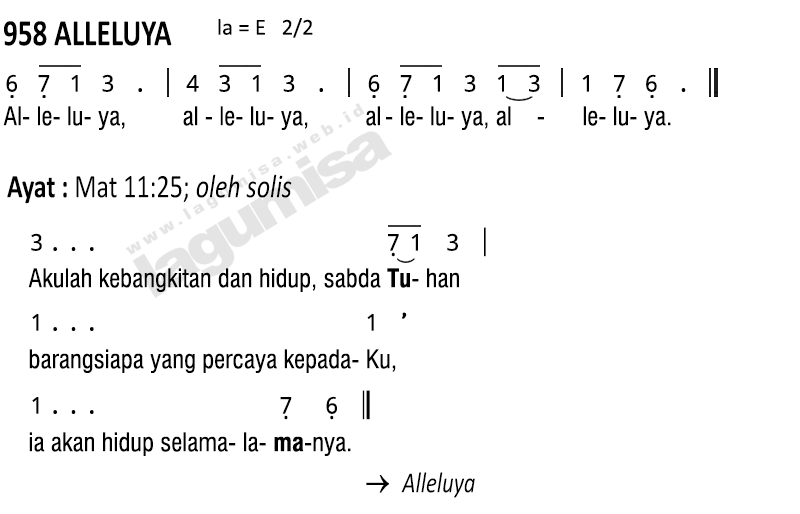 958 ALLELUYA la = E 2/2
6̣ 7̣ 1 3 . | 4 3 1 3 . | 6̣ 7̣ 1 3 1 3 | 1 7̣ 6̣ . ||
Al- le- lu- ya, al - le- lu- ya, al - le- lu- ya, al - le- lu- ya.
www.lagumisa.web.id
lagumisa
Ayat : Mat 11:25; oleh solis
3 . . . 7̣ 1 3 |
Akulah kebangkitan dan hidup, sabda Tu- han
1 . . . 1 ’
barangsiapa yang percaya kepada- Ku,
1 . . . 7̣ 6̣ ||
ia akan hidup selama- la- ma-nya.
→ Alleluya